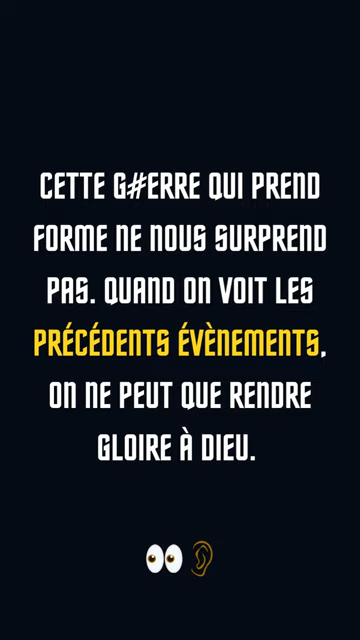 CETTE G#ERRE QUI PREND
FORME NE NOUS SURPREND
PAS. QUAND ON VOIT LES
PRÉCÉDENTS ÉVÈNEMENTS,
ON NE PEUT QUE RENDRE
GLOIRE À DIEU.